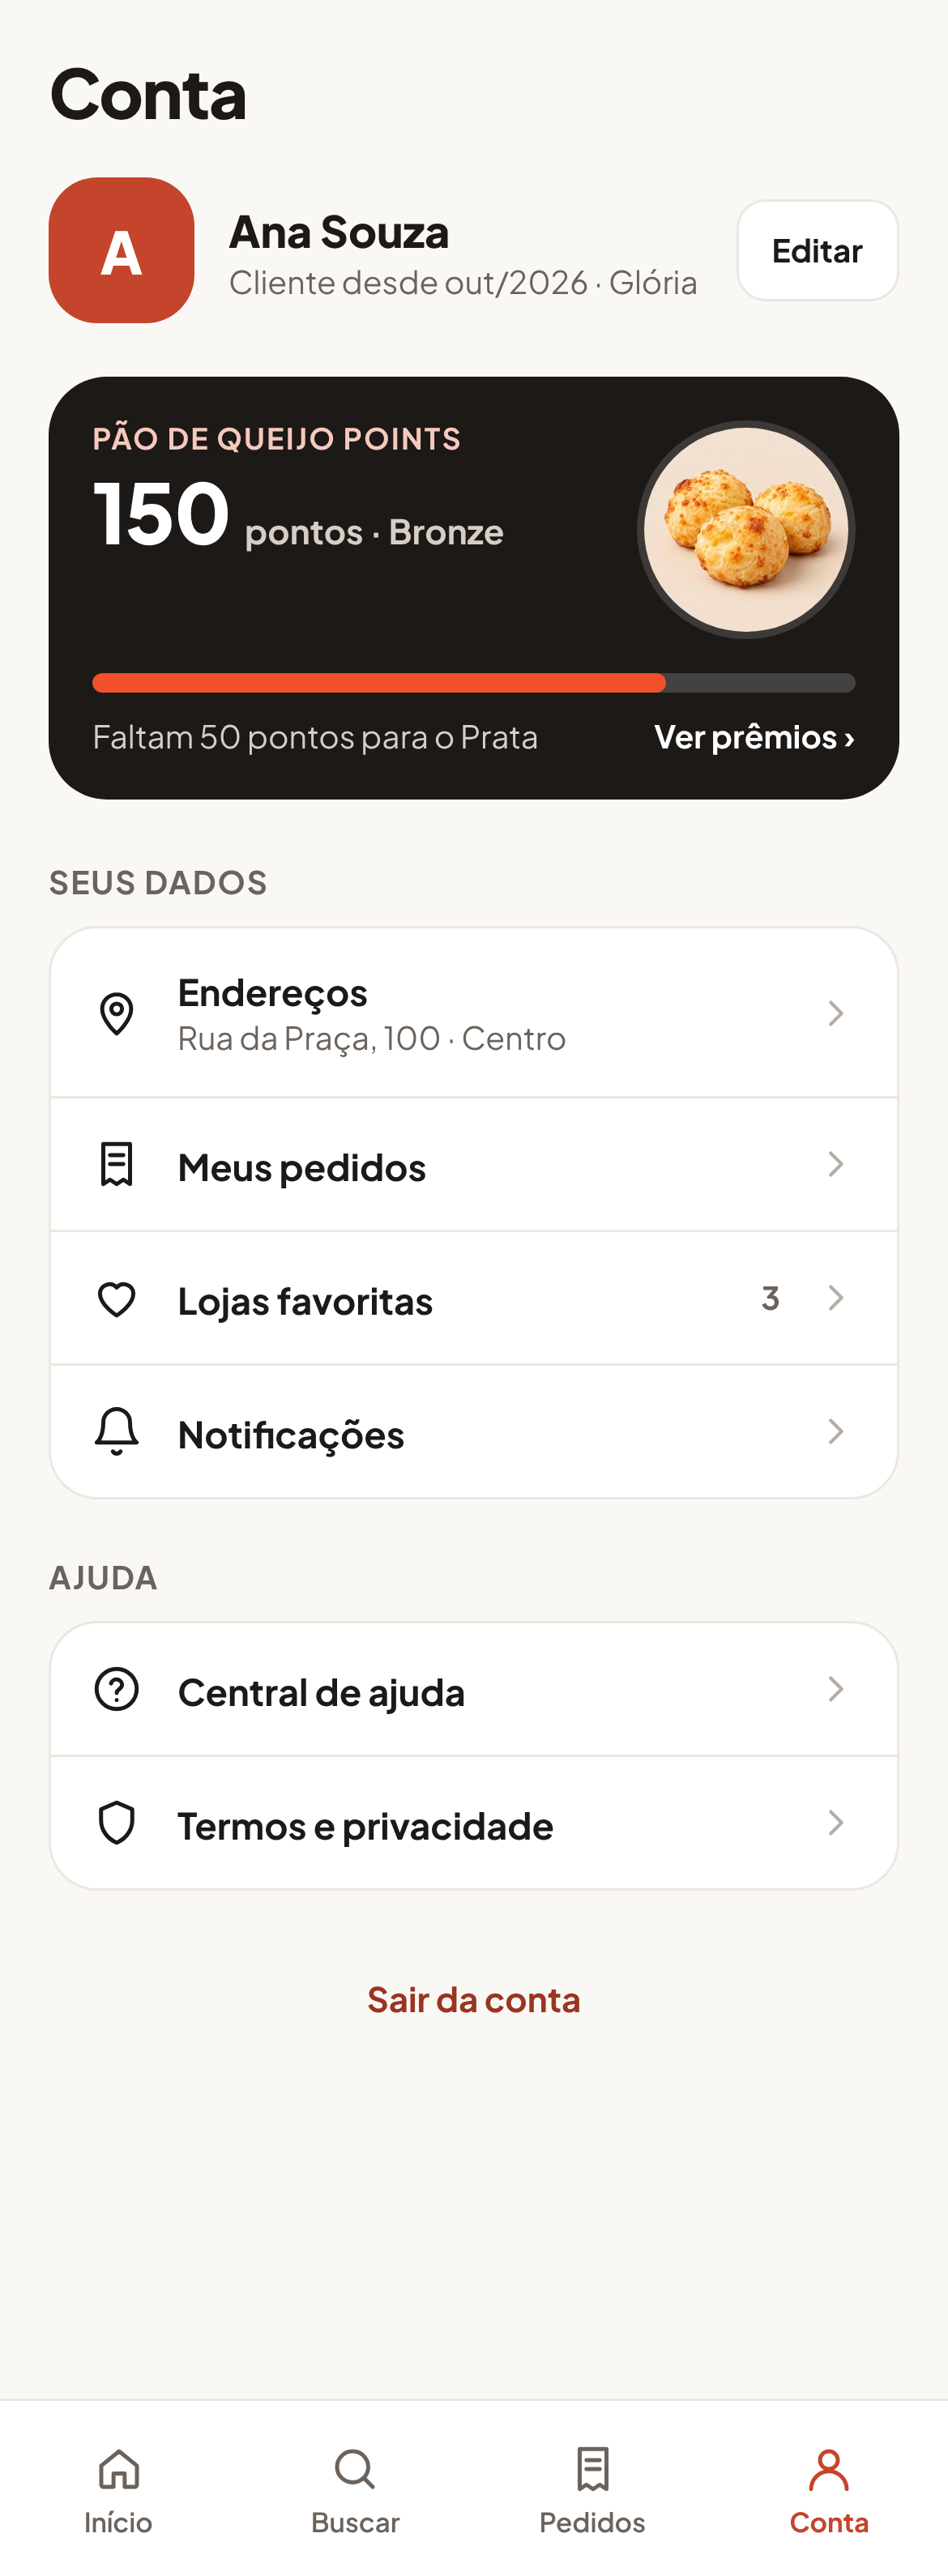 Conta
A
Ana Souza
Cliente desde out/2026 · Glória
Editar
PÃO DE QUEIJO POINTS
150 pontos · Bronze
Faltam 50 pontos para o Prata
Ver prêmios ›
SEUS DADOS
Endereços
Rua da Praça, 100 · Centro
Meus pedidos
Lojas favoritas
3
Notificações
AJUDA
Central de ajuda
Termos e privacidade
Sair da conta
Início
Buscar
Pedidos
Conta